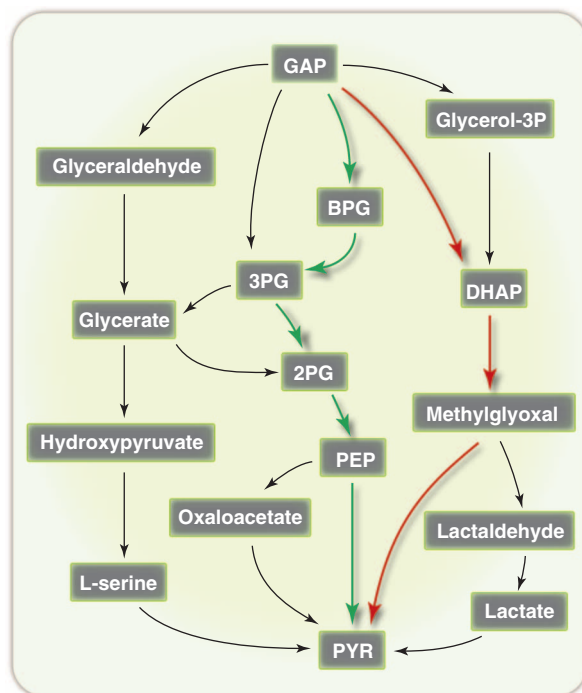 GAP
Glycerol-3P
Glyceraldehyde
BPG
3PG
DHAP
Glycerate
2PG
Methylglyoxal
Hydroxypyruvate
PEP
Oxaloacetate
Lactaldehyde
L-serine
Lactate
PYR